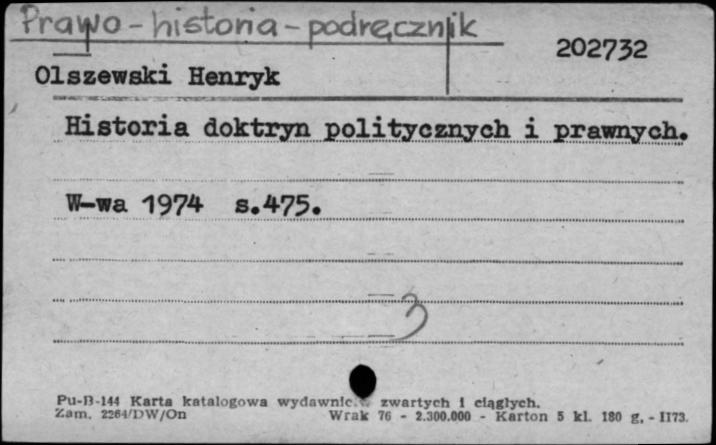 Prawo - historia - podręcznik
202732
Olszewski Henryk
Historia doktryn politycznych i prawnych.
W-wa 1974 s.475.
3
Pu-B-144 Karta katalogowa wydawnictw zwartych i ciągłych.
Zam. 2264/DW/On Wrak 76 - 2.300.000 - Karton 5 kl. 180 g. - II73.